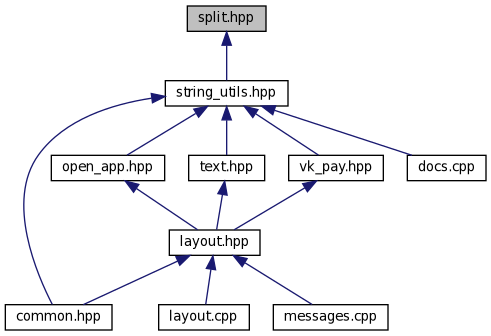 split.hpp
string_utils.hpp
open_app.hpp
text.hpp
vk_pay.hpp
docs.cpp
layout.hpp
common.hpp
layout.cpp
messages.cpp